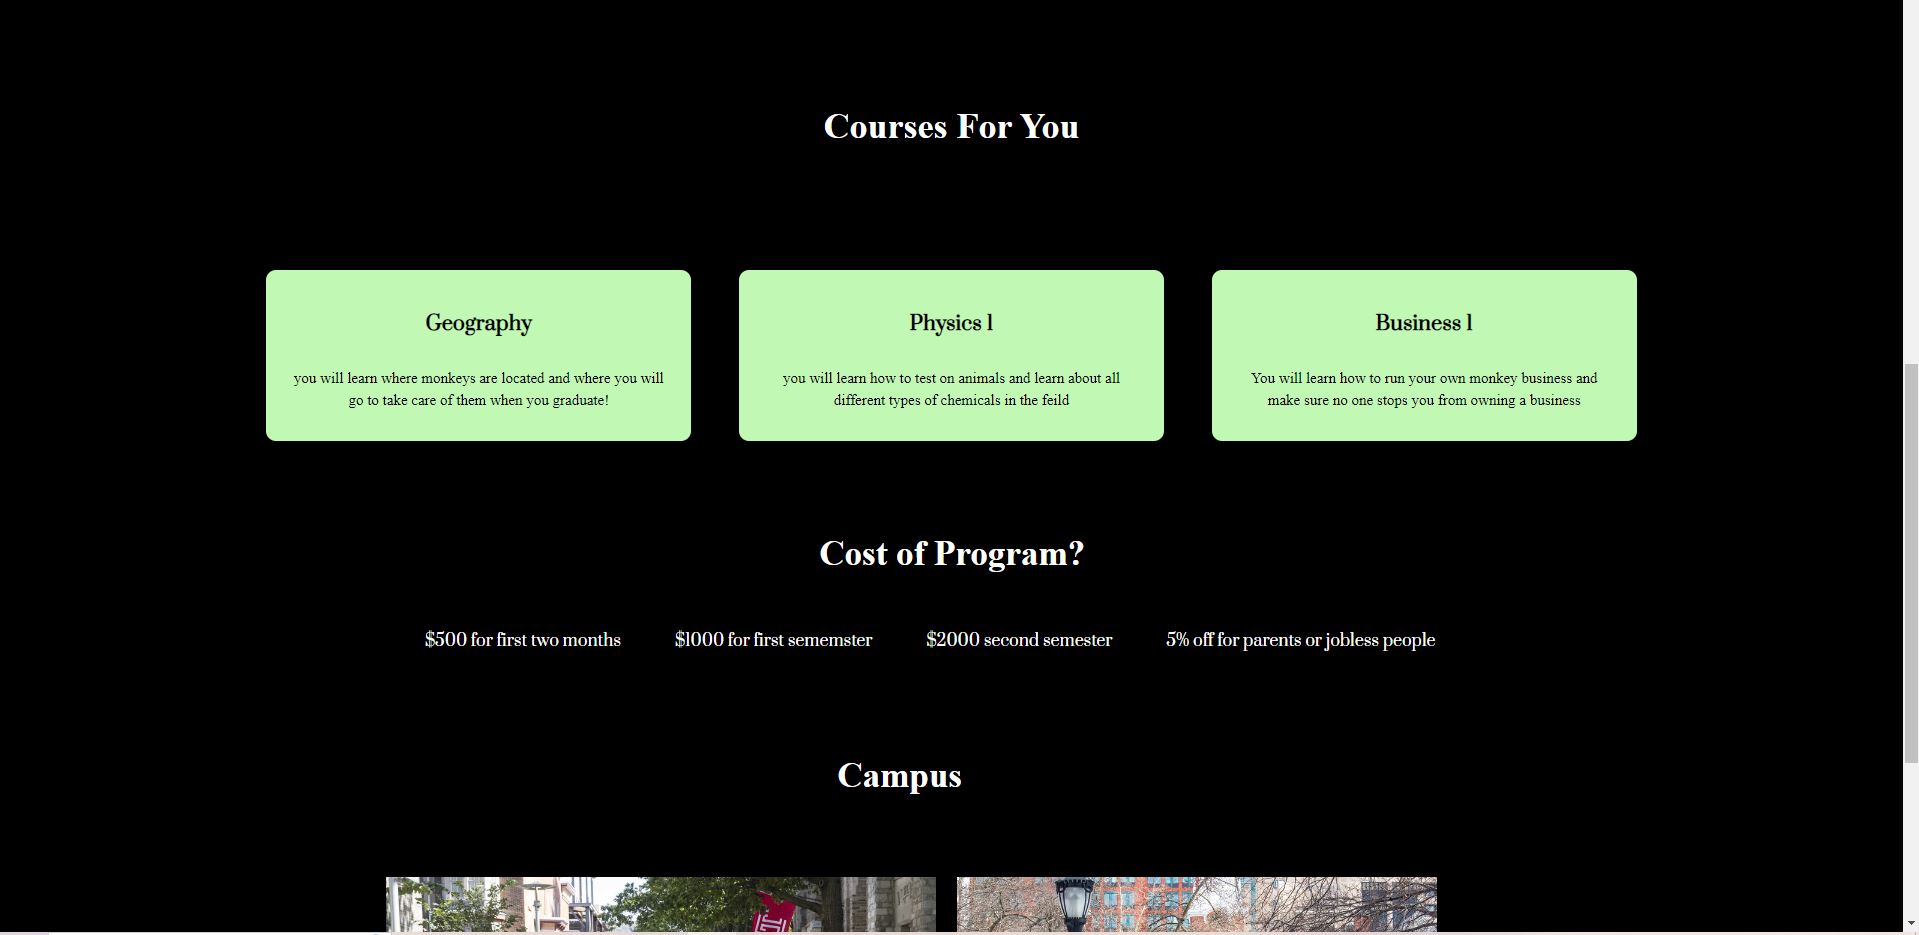 Courses For You
Geography
you will learn where monkeys are located and where you will
go to take care of them when you graduate!
Physics 1
you will learn how to test on animals and learn about all
different types of chemicals in the feild
Business 1
You will learn how to run your own monkey business and
make sure no one stops you from owning a business
Cost of Program?
$500 for first two months
$1000 for first sememster
$2000 second semester
5% off for parents or jobless people
Campus